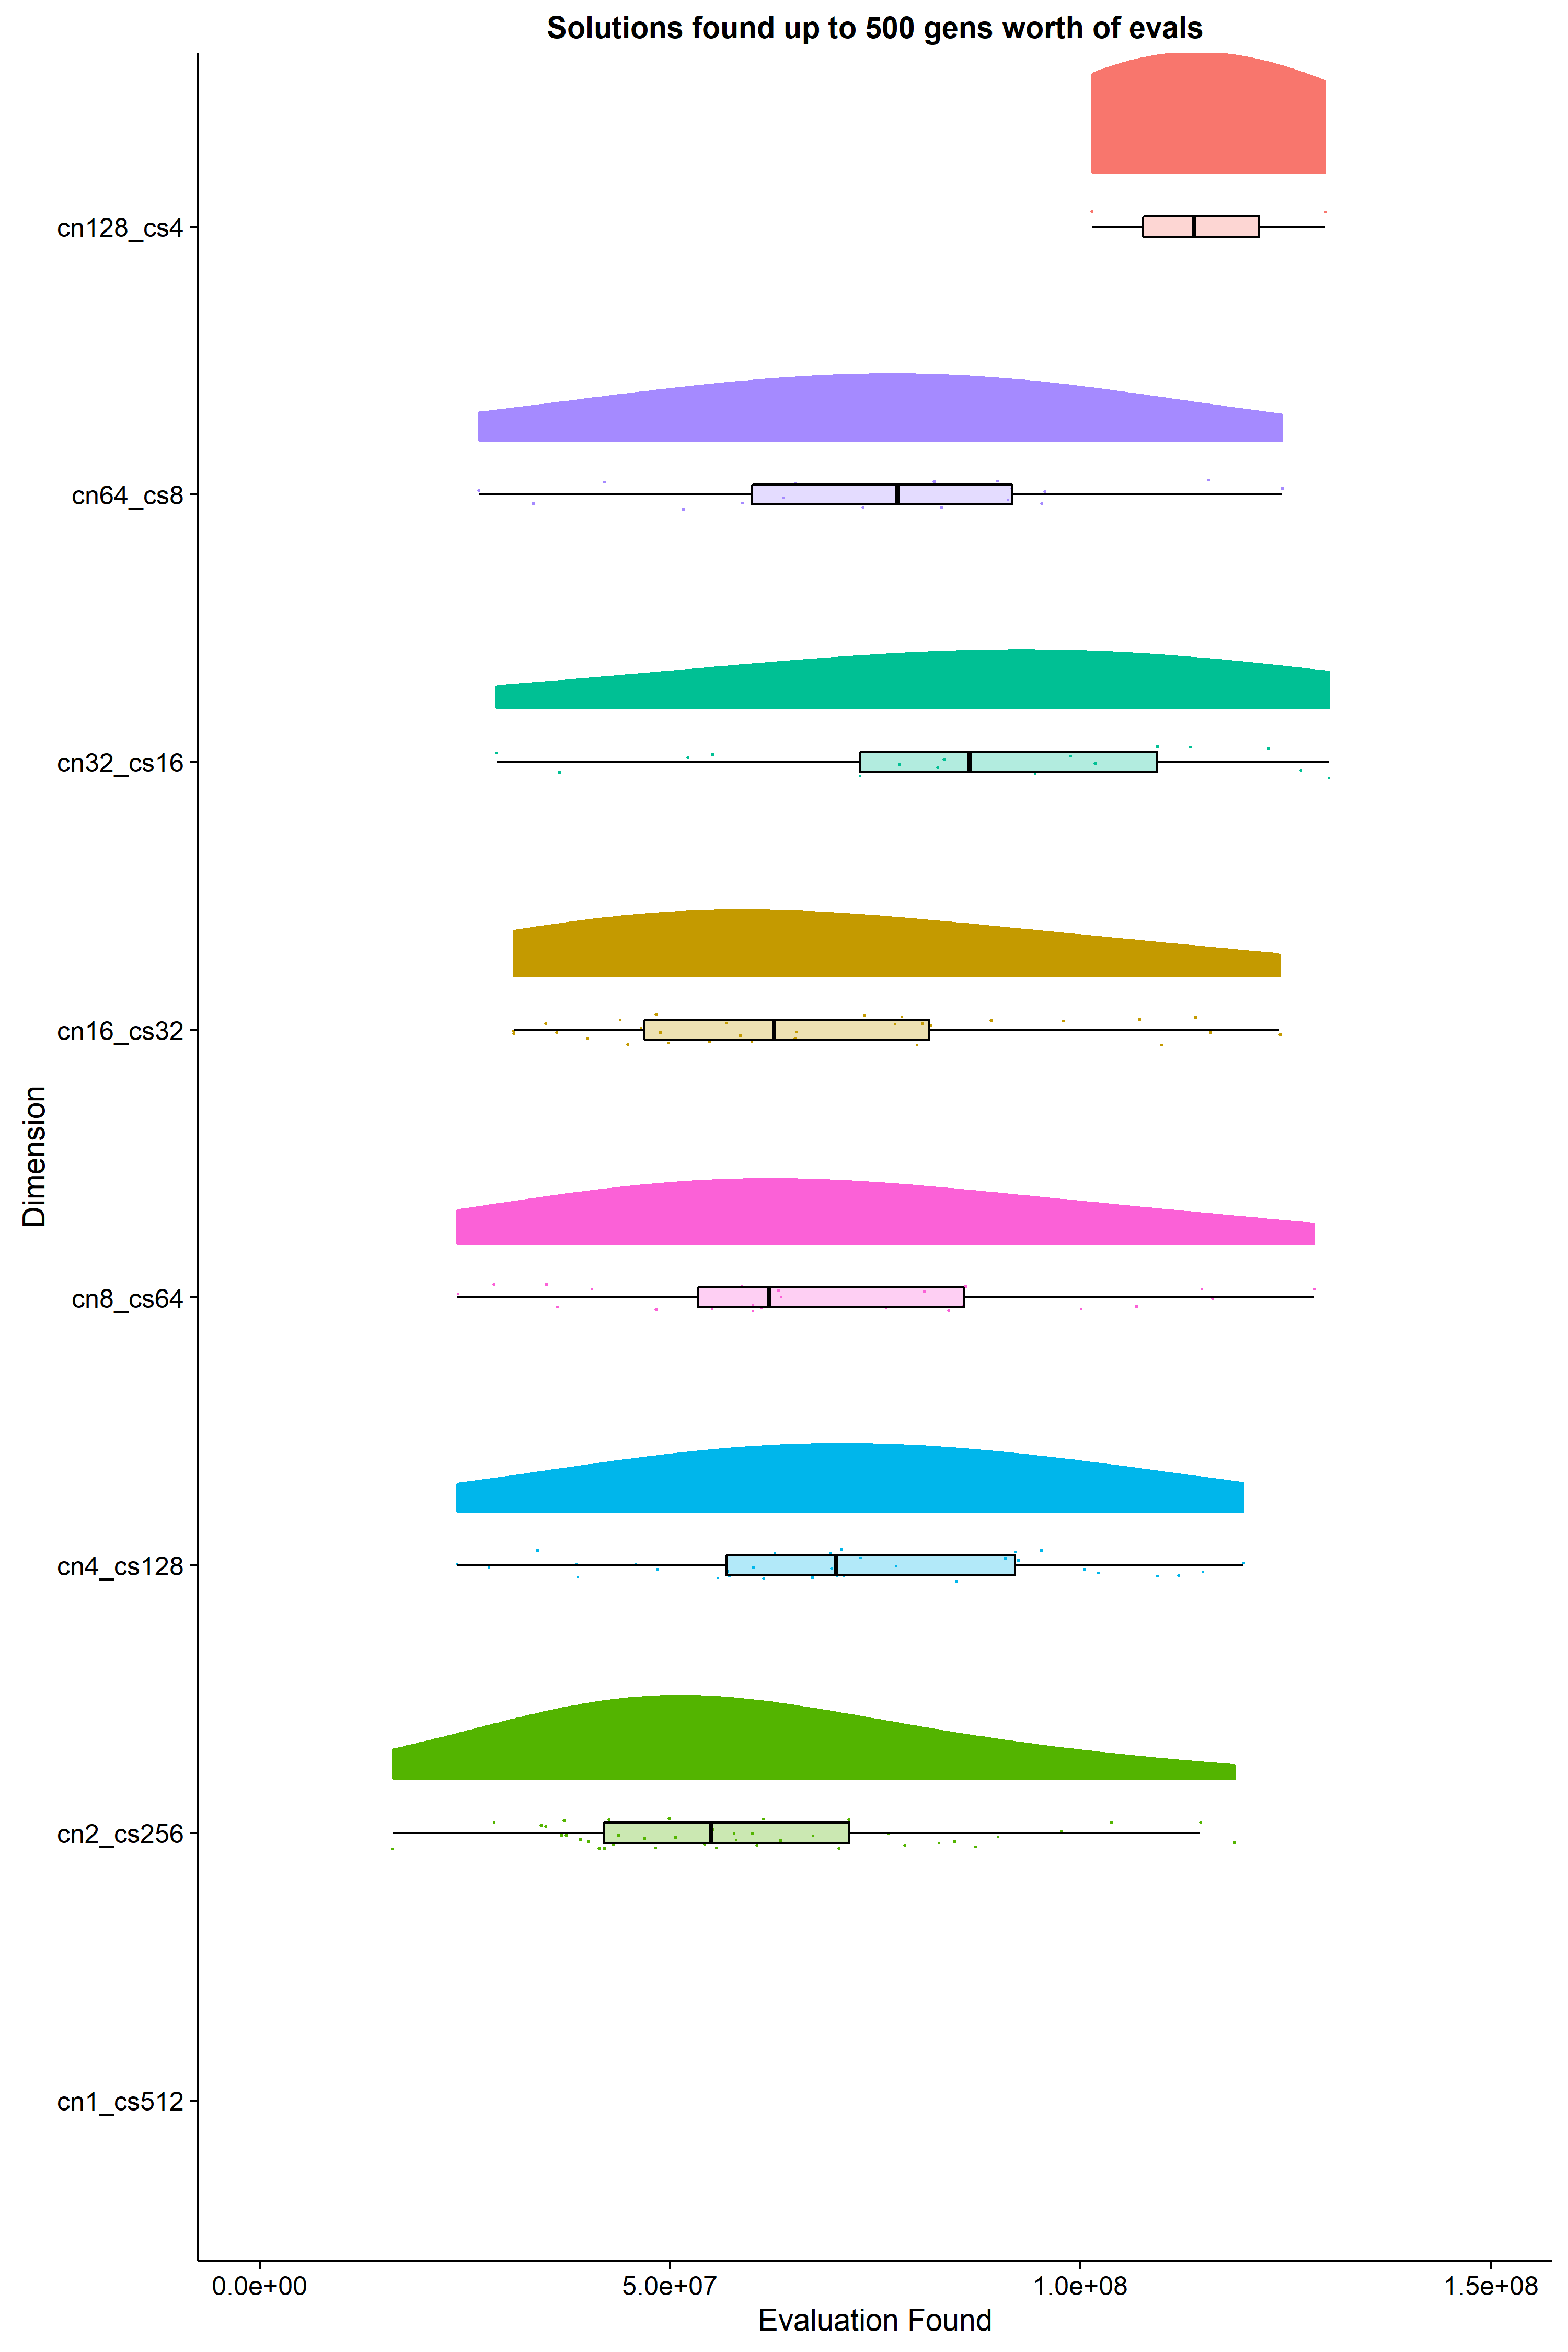 Solutions found up to 500 gens worth of evals
cn128_cs4
cn64_cs8
cn32_cs16
cn16_cs32
Dimension
cn8_cs64
cn4_cs128
cn2_cs256
cn1_cs512
0.0e+00 5.0e+07 1.0e+08 1.5e+08
Evaluation Found